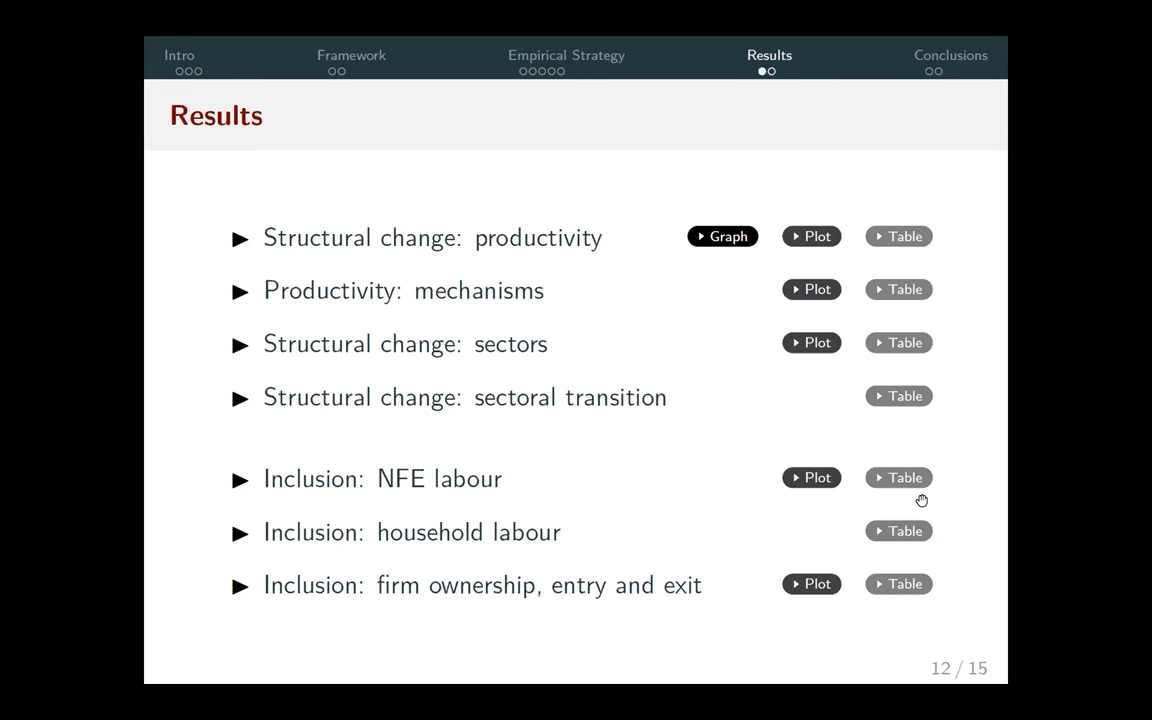 Intro Framework Empirical Strategy Results Conclusions
Results
Structural change: productivity Graph Plot Table
Productivity: mechanisms Plot Table
Structural change: sectors Plot Table
Structural change: sectoral transition Table
Inclusion: NFE labour Plot Table
Inclusion: household labour Table
Inclusion: firm ownership, entry and exit Plot Table
12 / 15